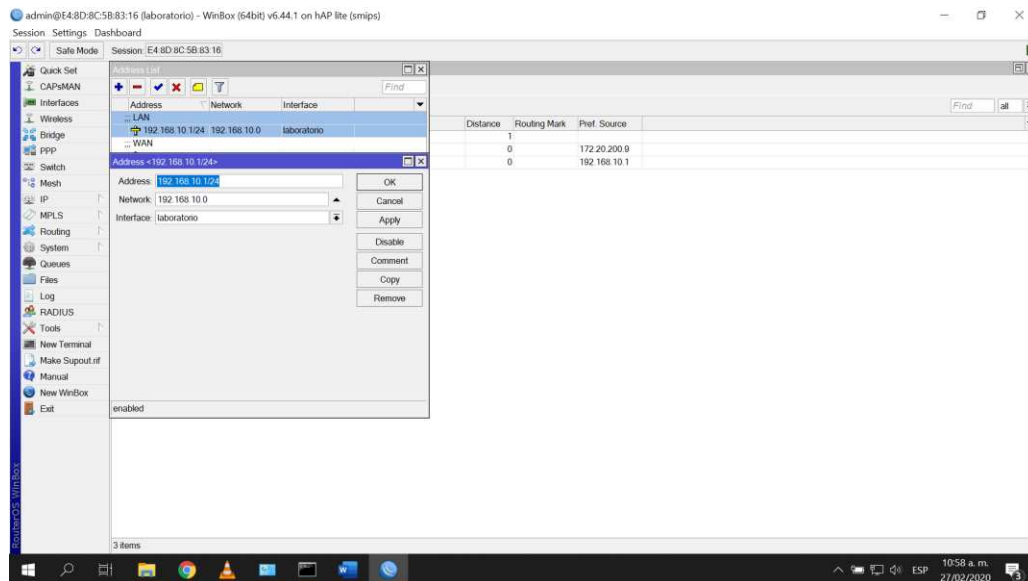 admin@E4:8D:8C:5B:83:16 (laboratorio) - WinBox (64bit) v6.44.1 on hAP lite (smips)
Session Settings Dashboard
Safe Mode Session: E4:8D:8C:5B:83:16
Quick Set
CAPsMAN
Interfaces
Wireless
Bridge
PPP
Switch
Mesh
IP
MPLS
Routing
System
Queues
Files
Log
RADIUS
Tools
New Terminal
Make Supout.rif
Manual
New WinBox
Exit
RouterOS WinBox
Address List
Find
Address Network Interface
;;; LAN
192.168.10.1/24 192.168.10.0 laboratorio
;;; WAN
Address <192.168.10.1/24>
Address: 192.168.10.1/24
Network: 192.168.10.0
Interface: laboratorio
OK
Cancel
Apply
Disable
Comment
Copy
Remove
enabled
Find all
Distance Routing Mark Pref. Source
1
0 172.20.200.9
0 192.168.10.1
3 items
ESP
10:58 a. m.
27/02/2020